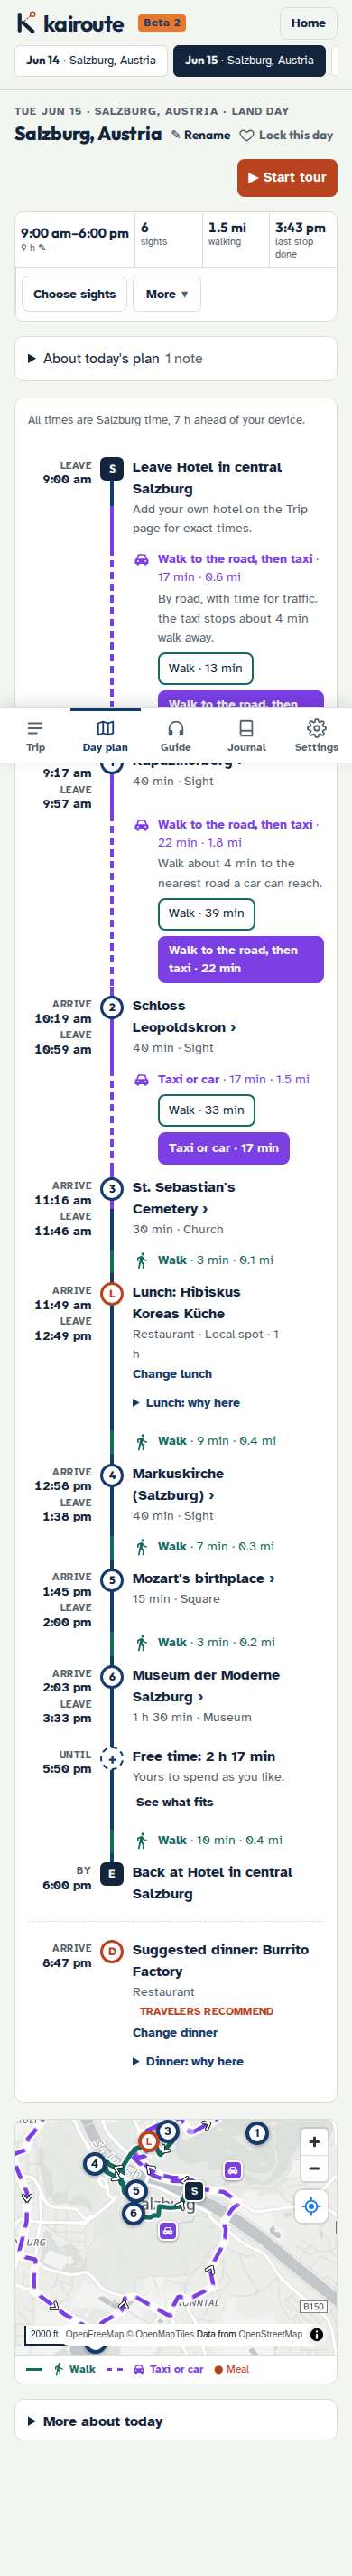 kairoute Beta 2 Home
Jun 14 · Salzburg, Austria Jun 15 · Salzburg, Austria
TUE JUN 15 · SALZBURG, AUSTRIA · LAND DAY
Salzburg, Austria ✎ Rename Lock this day
▶ Start tour
9:00 am–6:00 pm
9 h ✎
6
sights
1.5 mi
walking
3:43 pm
last stop
done
Choose sights More ▾
▶ About today's plan 1 note
All times are Salzburg time, 7 h ahead of your device.
LEAVE
9:00 am
S
Leave Hotel in central
Salzburg
Add your own hotel on the Trip
page for exact times.
Walk to the road, then taxi ·
17 min · 0.6 mi
By road, with time for traffic.
the taxi stops about 4 min
walk away.
Walk · 13 min
Walk to the road, then
Trip Day plan Guide Journal Settings
9:17 am
LEAVE
9:57 am
40 min · Sight
Walk to the road, then taxi ·
22 min · 1.8 mi
Walk about 4 min to the
nearest road a car can reach.
Walk · 39 min
Walk to the road, then
taxi · 22 min
ARRIVE
10:19 am
LEAVE
10:59 am
2
Schloss
Leopoldskron ›
40 min · Sight
Taxi or car · 17 min · 1.5 mi
Walk · 33 min
Taxi or car · 17 min
ARRIVE
11:16 am
LEAVE
11:46 am
3
St. Sebastian's
Cemetery ›
30 min · Church
Walk · 3 min · 0.1 mi
ARRIVE
11:49 am
LEAVE
12:49 pm
L
Lunch: Hibiskus
Koreas Küche
Restaurant · Local spot · 1
h
Change lunch
▶ Lunch: why here
Walk · 9 min · 0.4 mi
ARRIVE
12:58 pm
LEAVE
1:38 pm
4
Markuskirche
(Salzburg) ›
40 min · Sight
Walk · 7 min · 0.3 mi
ARRIVE
1:45 pm
LEAVE
2:00 pm
5
Mozart's birthplace ›
15 min · Square
Walk · 3 min · 0.2 mi
ARRIVE
2:03 pm
LEAVE
3:33 pm
6
Museum der Moderne
Salzburg ›
1 h 30 min · Museum
UNTIL
5:50 pm
+
Free time: 2 h 17 min
Yours to spend as you like.
See what fits
Walk · 10 min · 0.4 mi
BY
6:00 pm
E
Back at Hotel in central
Salzburg
ARRIVE
8:47 pm
D
Suggested dinner: Burrito
Factory
Restaurant
TRAVELERS RECOMMEND
Change dinner
▶ Dinner: why here
L 3 1
4
5 S
6
+
−
URG
B150
2000 ft OpenFreeMap © OpenMapTiles Data from OpenStreetMap
Walk Taxi or car Meal
▶ More about today